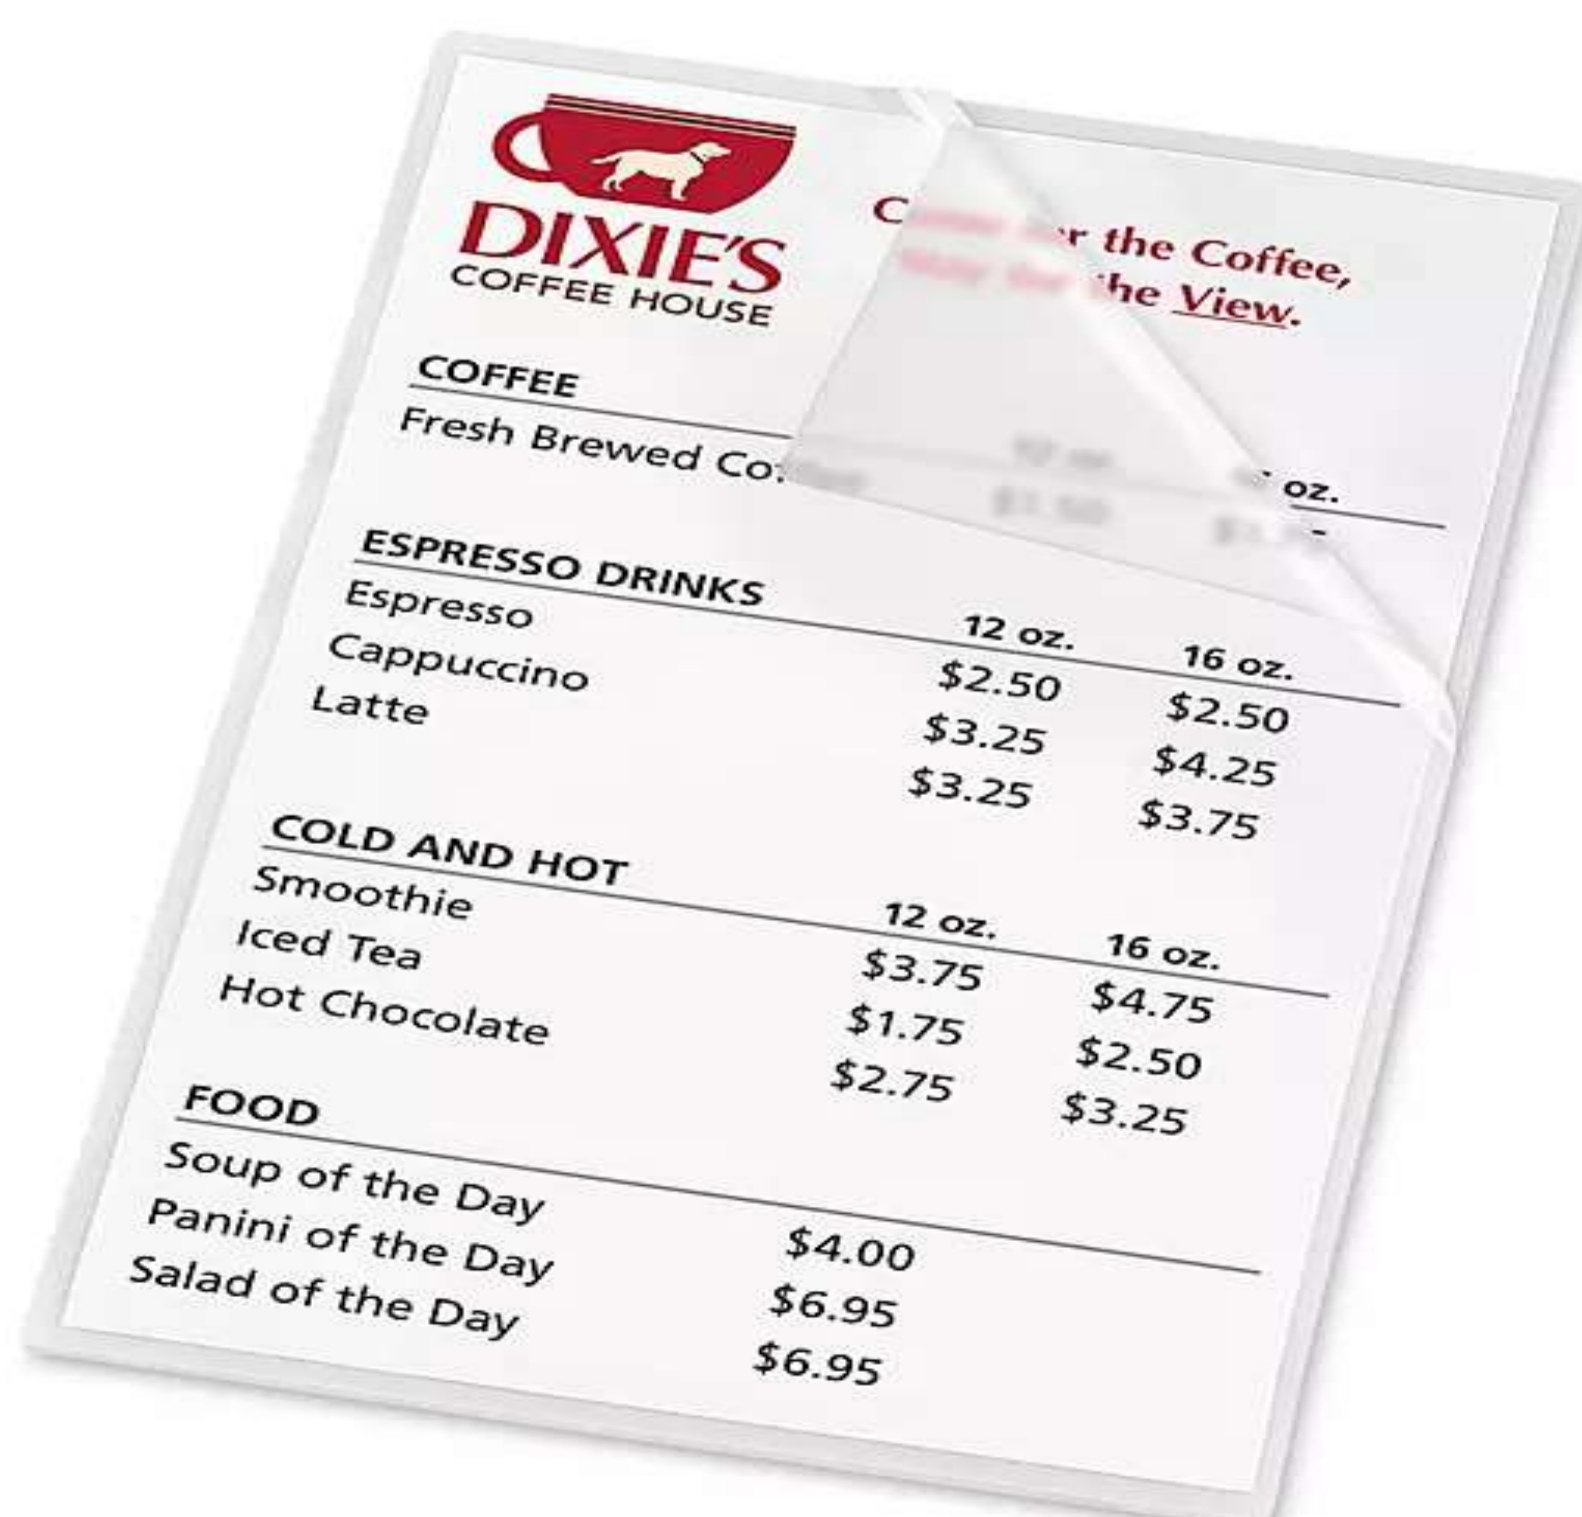 DIXIE'S
COFFEE HOUSE
the Coffee,
the View.
COFFEE
oz.
Fresh Brewed
ESPRESSO DRINKS 12 oz. 16 oz.
Espresso $2.50 $2.50
Cappuccino $3.25 $4.25
Latte $3.25 $3.75
COLD AND HOT 12 oz. 16 oz.
Smoothie $3.75 $4.75
Iced Tea $1.75 $2.50
Hot Chocolate $2.75 $3.25
FOOD
Soup of the Day $4.00
Panini of the Day $6.95
Salad of the Day $6.95